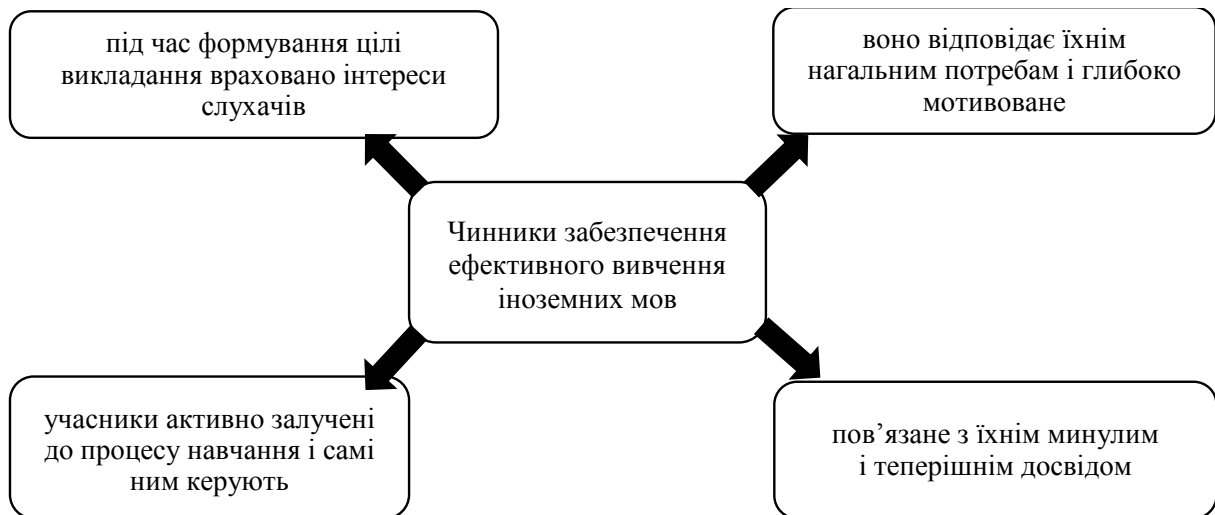 під час формування цілі
викладання враховано інтереси
слухачів
воно відповідає їхнім
нагальним потребам і глибоко
мотивоване
Чинники забезпечення
ефективного вивчення
іноземних мов
учасники активно залучені
до процесу навчання і самі
ним керують
пов’язане з їхнім минулим
і теперішнім досвідом